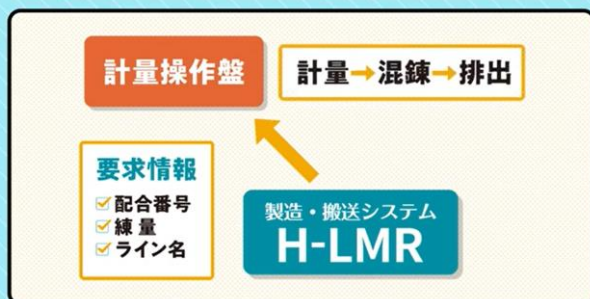 計量操作盤
計量→混錬→排出
要求情報
配合番号
練量
ライン名
製造・搬送システム
H-LMR